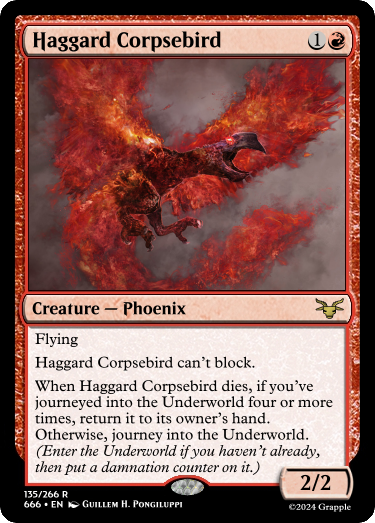 Haggard Corpsebird 1
Creature — Phoenix
Flying
Haggard Corpsebird can't block.
When Haggard Corpsebird dies, if you've
journeyed into the Underworld four or more
times, return it to its owner's hand.
Otherwise, journey into the Underworld.
(Enter the Underworld if you haven't already,
then put a damnation counter on it.)
2/2
135/266 R
666 • EN Guillem H. Pongiluppi
©2024 Grapple